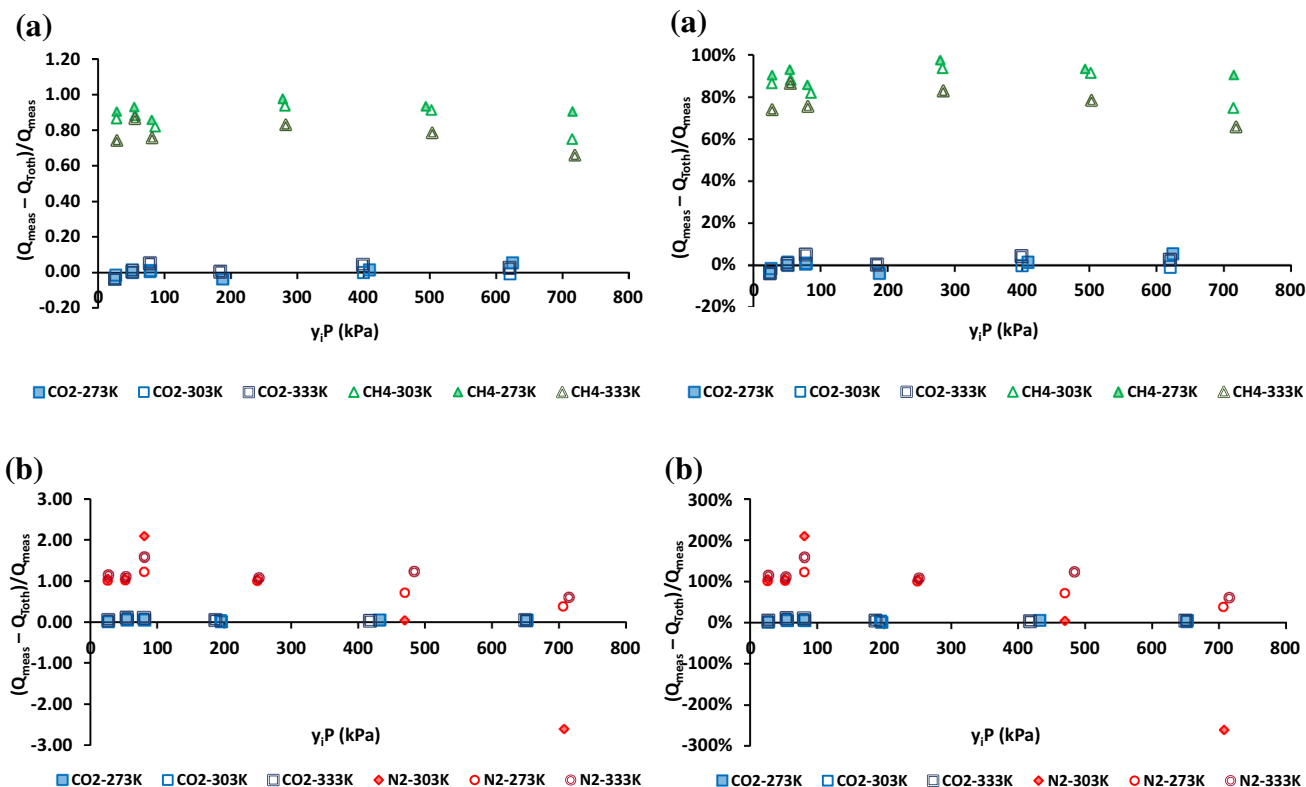 (a)
1.20
1.00
0.80
0.60
0.40
0.20
0.00
-0.20
0 100 200 300 400 500 600 700 800
(Qmeas – QToth)/Qmeas
yiP (kPa)
CO2-273K CO2-303K CO2-333K CH4-303K CH4-273K CH4-333K
(a)
100%
80%
60%
40%
20%
0%
-20%
0 100 200 300 400 500 600 700 800
(Qmeas – QToth)/Qmeas
yiP (kPa)
CO2-273K CO2-303K CO2-333K CH4-303K CH4-273K CH4-333K
(b)
3.00
2.00
1.00
0.00
-1.00
-2.00
-3.00
0 100 200 300 400 500 600 700 800
(Qmeas – QToth)/Qmeas
yiP (kPa)
CO2-273K CO2-303K CO2-333K N2-303K N2-273K N2-333K
(b)
300%
200%
100%
0%
-100%
-200%
-300%
0 100 200 300 400 500 600 700 800
(Qmeas – QToth)/Qmeas
yiP (kPa)
CO2-273K CO2-303K CO2-333K N2-303K N2-273K N2-333K